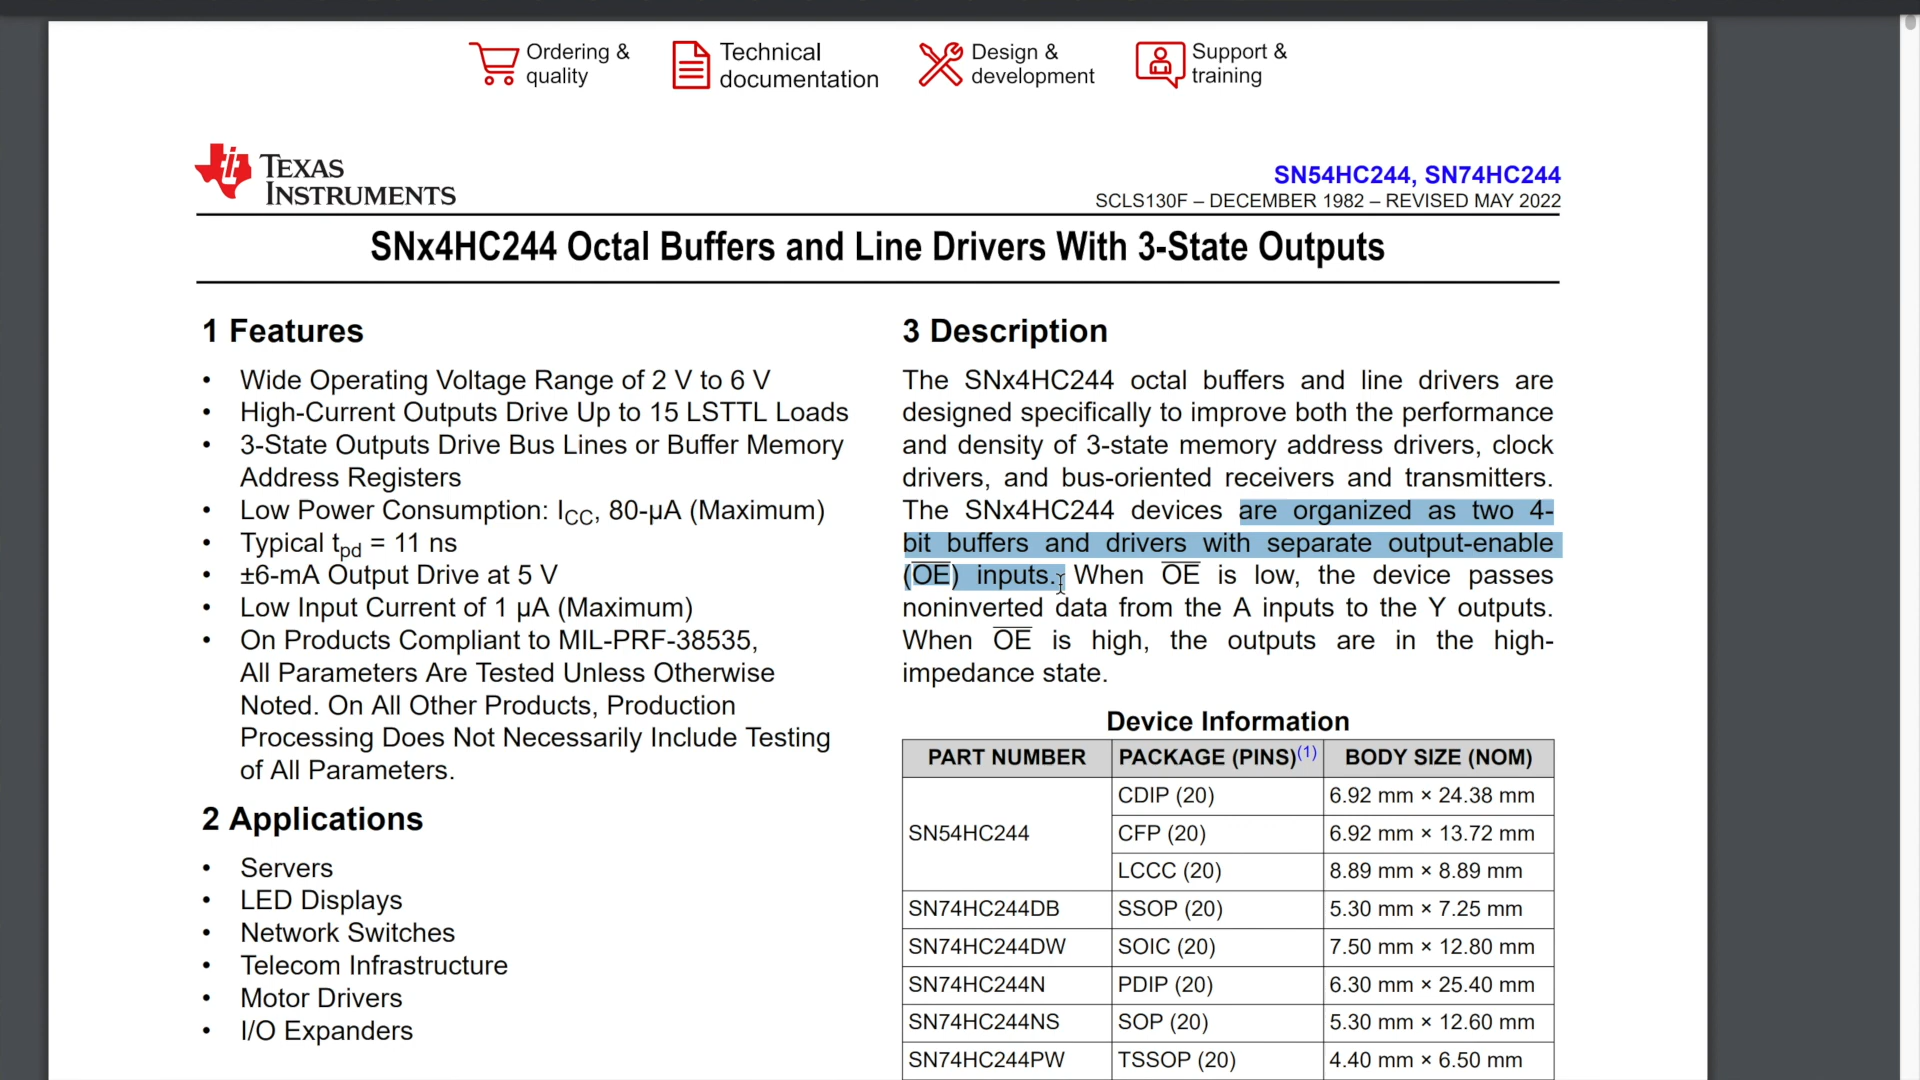 Ordering &
quality
Technical
documentation
Design &
development
Support &
training
TEXAS
INSTRUMENTS
SN54HC244, SN74HC244
SCLS130F – DECEMBER 1982 – REVISED MAY 2022
SNx4HC244 Octal Buffers and Line Drivers With 3-State Outputs
1 Features
• Wide Operating Voltage Range of 2 V to 6 V
• High-Current Outputs Drive Up to 15 LSTTL Loads
• 3-State Outputs Drive Bus Lines or Buffer Memory
Address Registers
• Low Power Consumption: ICC, 80-μA (Maximum)
• Typical tpd = 11 ns
• ±6-mA Output Drive at 5 V
• Low Input Current of 1 μA (Maximum)
• On Products Compliant to MIL-PRF-38535,
All Parameters Are Tested Unless Otherwise
Noted. On All Other Products, Production
Processing Does Not Necessarily Include Testing
of All Parameters.
2 Applications
• Servers
• LED Displays
• Network Switches
• Telecom Infrastructure
• Motor Drivers
• I/O Expanders
3 Description
The SNx4HC244 octal buffers and line drivers are
designed specifically to improve both the performance
and density of 3-state memory address drivers, clock
drivers, and bus-oriented receivers and transmitters.
The SNx4HC244 devices are organized as two 4-
bit buffers and drivers with separate output-enable
(O̅E̅) inputs. When O̅E̅ is low, the device passes
noninverted data from the A inputs to the Y outputs.
When O̅E̅ is high, the outputs are in the high-
impedance state.
Device Information
PART NUMBER PACKAGE (PINS)(1) BODY SIZE (NOM)
SN54HC244 CDIP (20) 6.92 mm × 24.38 mm
CFP (20) 6.92 mm × 13.72 mm
LCCC (20) 8.89 mm × 8.89 mm
SN74HC244DB SSOP (20) 5.30 mm × 7.25 mm
SN74HC244DW SOIC (20) 7.50 mm × 12.80 mm
SN74HC244N PDIP (20) 6.30 mm × 25.40 mm
SN74HC244NS SOP (20) 5.30 mm × 12.60 mm
SN74HC244PW TSSOP (20) 4.40 mm × 6.50 mm